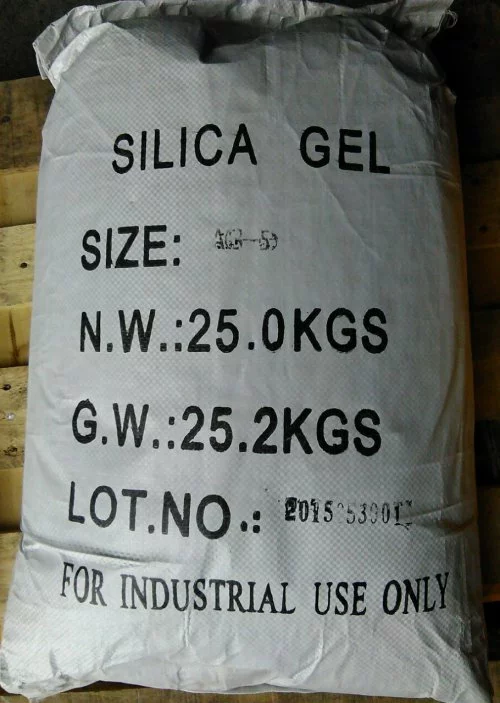 SILICA GEL
SIZE:
N.W.:25.0KGS
G.W.:25.2KGS
LOT.NO.:
FOR INDUSTRIAL USE ONLY